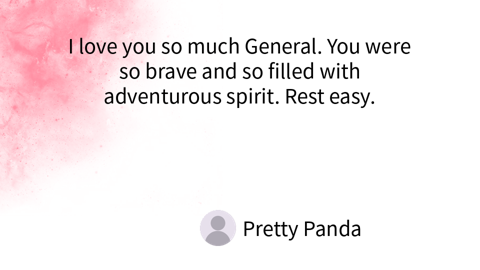 I love you so much General. You were
so brave and so filled with
adventurous spirit. Rest easy.
Pretty Panda